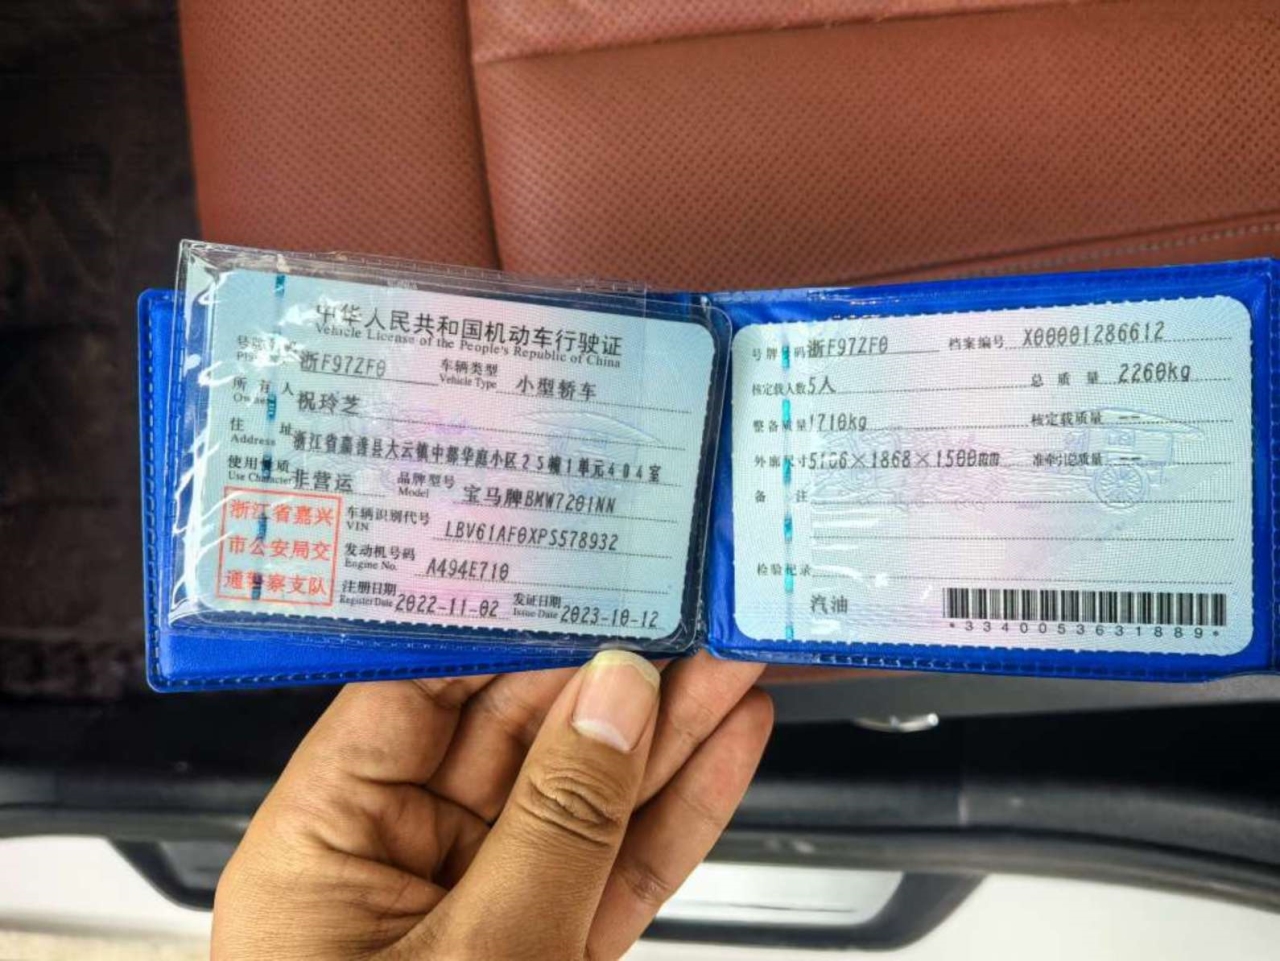 中华人民共和国机动车行驶证
Vehicle License of the People's Republic of China
号牌号码 浙F97ZF0 车辆类型 Vehicle Type 小型轿车
所有人 Owner 祝玲芝
住址 Address 浙江省嘉善县大云镇中郡华庭小区25幢1单元404室
使用性质 Use Character 非营运 品牌型号 Model 宝马牌BMW7201NN
浙江省嘉兴
市公安局交
通警察支队
车辆识别代号 VIN LBV61AF0XPS578932
发动机号码 Engine No. A494E710
注册日期 Register Date 2022-11-02 发证日期 Issue Date 2023-10-12
号牌号码 浙F97ZF0 档案编号 X00001286612
核定载人数 5人 总质量 2260kg
整备质量 1710kg 核定载质量 --
外廓尺寸 5106×1868×1500mm 准牵引总质量 --
备注
检验记录
汽油
*3340053631889*